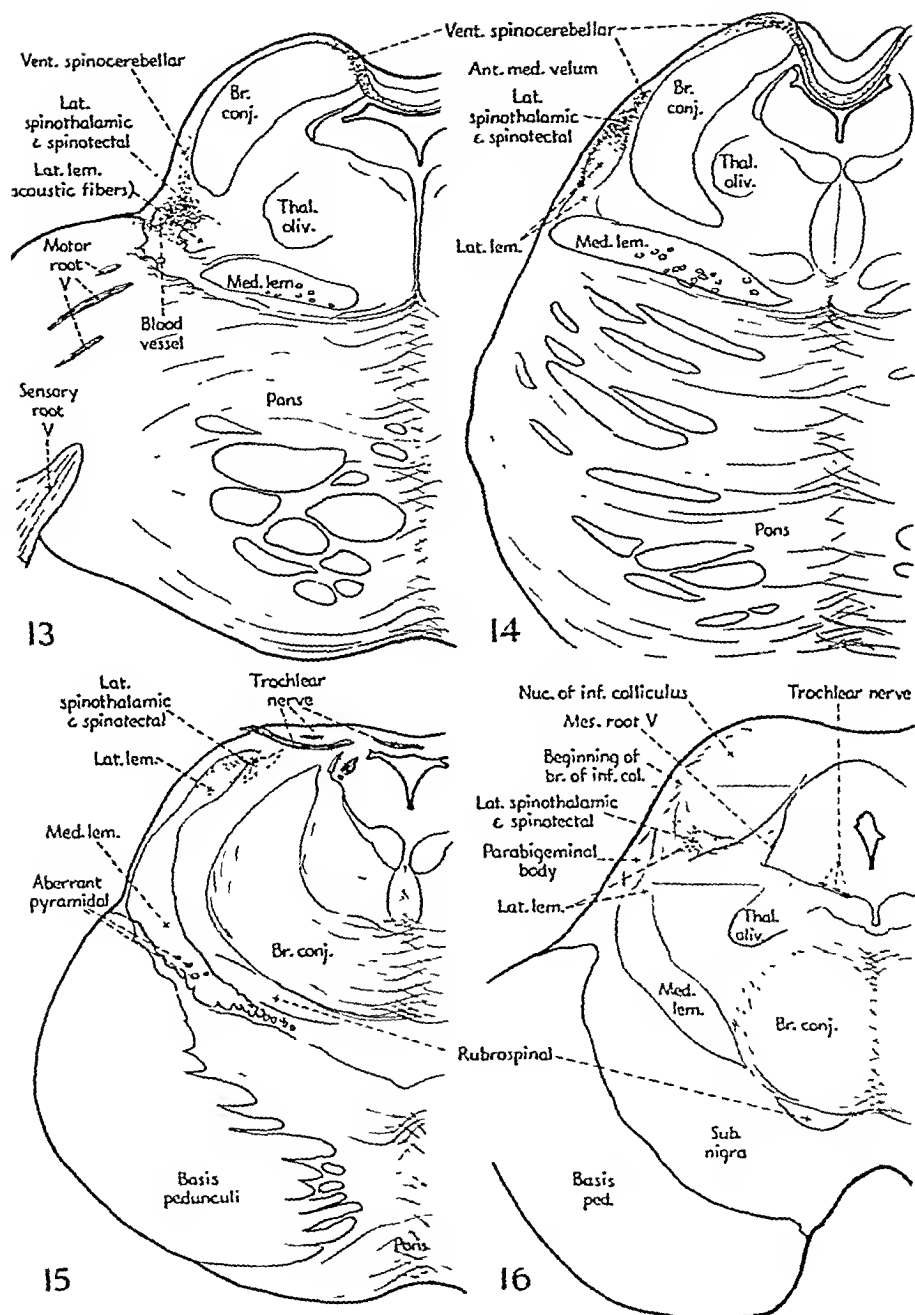 Vent. spinocerebellar
Lat.
spinothalamic
& spinotectal
Lat. lem.
(acoustic fibers)
Motor
root
V
Blood
vessel
Sensory
root
V
Br.
conj.
Thal.
oliv.
Med. lem.
Pons
13
Vent. spinocerebellar
Ant. med. velum
Lat.
spinothalamic
& spinotectal
Lat. lem.
Br.
conj.
Thal.
oliv.
Med. lem.
Pons
14
Lat.
spinothalamic
& spinotectal
Trochlear
nerve
Lat. lem.
Med. lem.
Aberrant
pyramidal
Br. conj.
Rubrospinal
Basis
pedunculi
Pons
15
Nuc. of inf. colliculus
Trochlear nerve
Mes. root V
Beginning of
br. of inf. col.
Lat. spinothalamic
& spinotectal
Parabigeminal
body
Lat. lem.
Thal.
oliv.
Med.
lem.
Br. conj.
Sub.
nigra
Basis
ped.
16